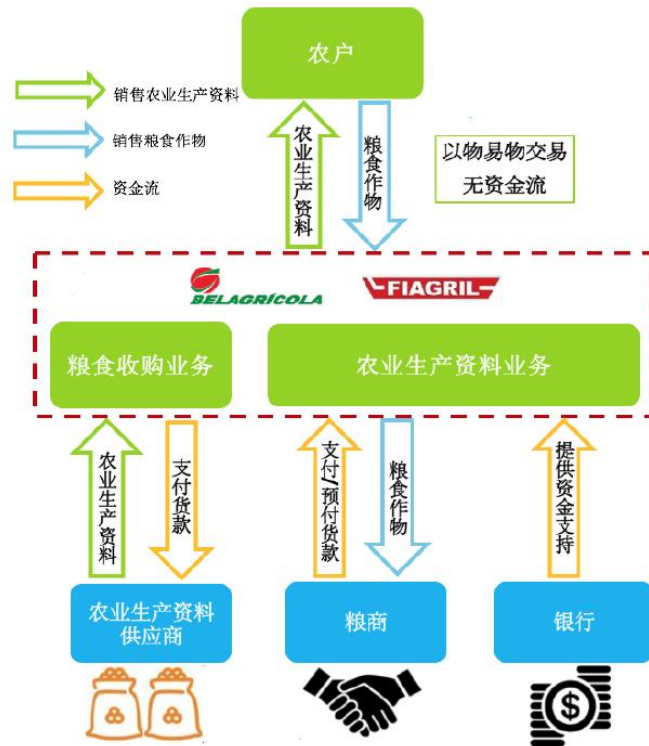 农户
销售农业生产资料
销售粮食作物
资金流
农业生产资料
粮食作物
以物易物交易
无资金流
BELAGRÍCOLA
FIAGRIL
粮食收购业务
农业生产资料业务
农业生产资料
支付货款
支付/预付货款
粮食作物
提供资金支持
农业生产资料
供应商
粮商
银行
$